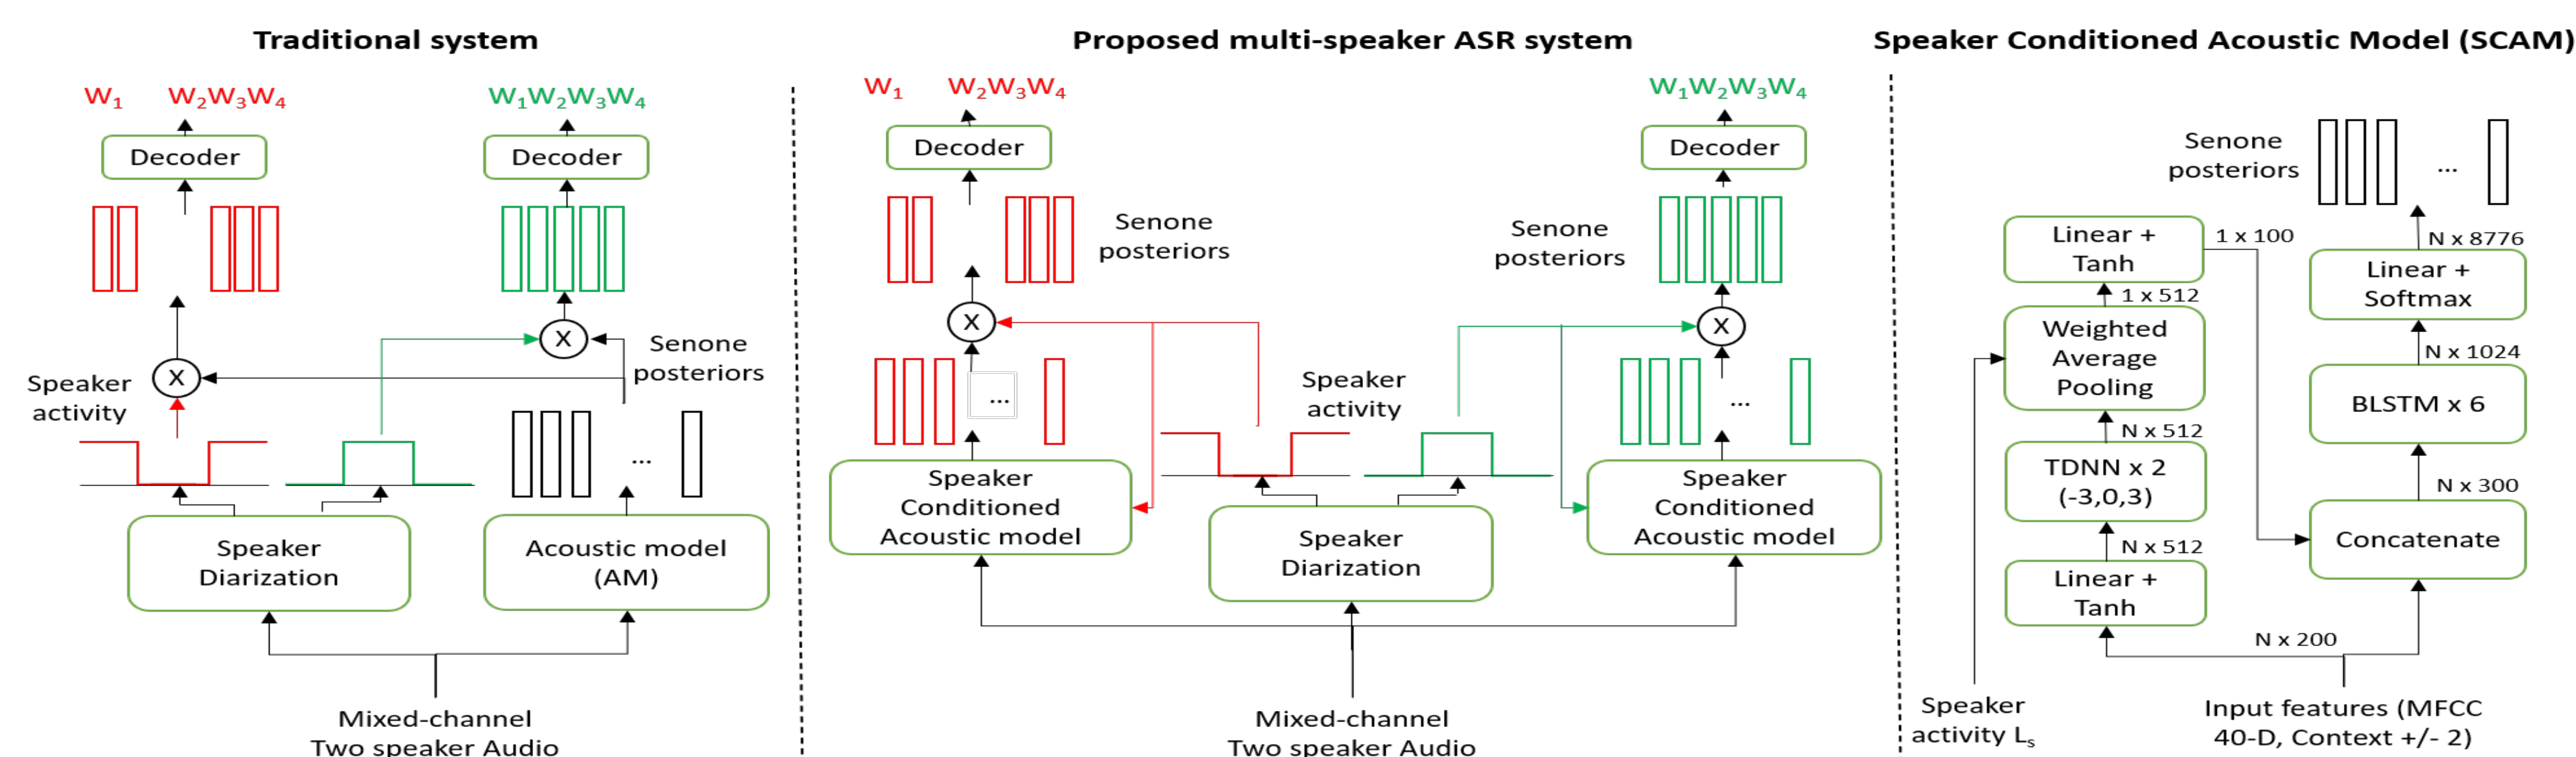 Traditional system
W1 W2W3W4
W1W2W3W4
Decoder
Decoder
X
X
Senone
posteriors
Speaker
activity
...
Speaker
Diarization
Acoustic model
(AM)
Mixed-channel
Two speaker Audio
Proposed multi-speaker ASR system
W1 W2W3W4
W1W2W3W4
Decoder
Decoder
Senone
posteriors
Senone
posteriors
X
X
...
Speaker
activity
...
Speaker
Conditioned
Acoustic model
Speaker
Diarization
Speaker
Conditioned
Acoustic model
Mixed-channel
Two speaker Audio
Speaker Conditioned Acoustic Model (SCAM)
Senone
posteriors
...
Linear +
Tanh
1 x 100
N x 8776
Linear +
Softmax
1 x 512
Weighted
Average
Pooling
N x 1024
BLSTM x 6
N x 512
TDNN x 2
(-3,0,3)
N x 300
Concatenate
N x 512
Linear +
Tanh
N x 200
Speaker
activity Ls
Input features (MFCC
40-D, Context +/- 2)